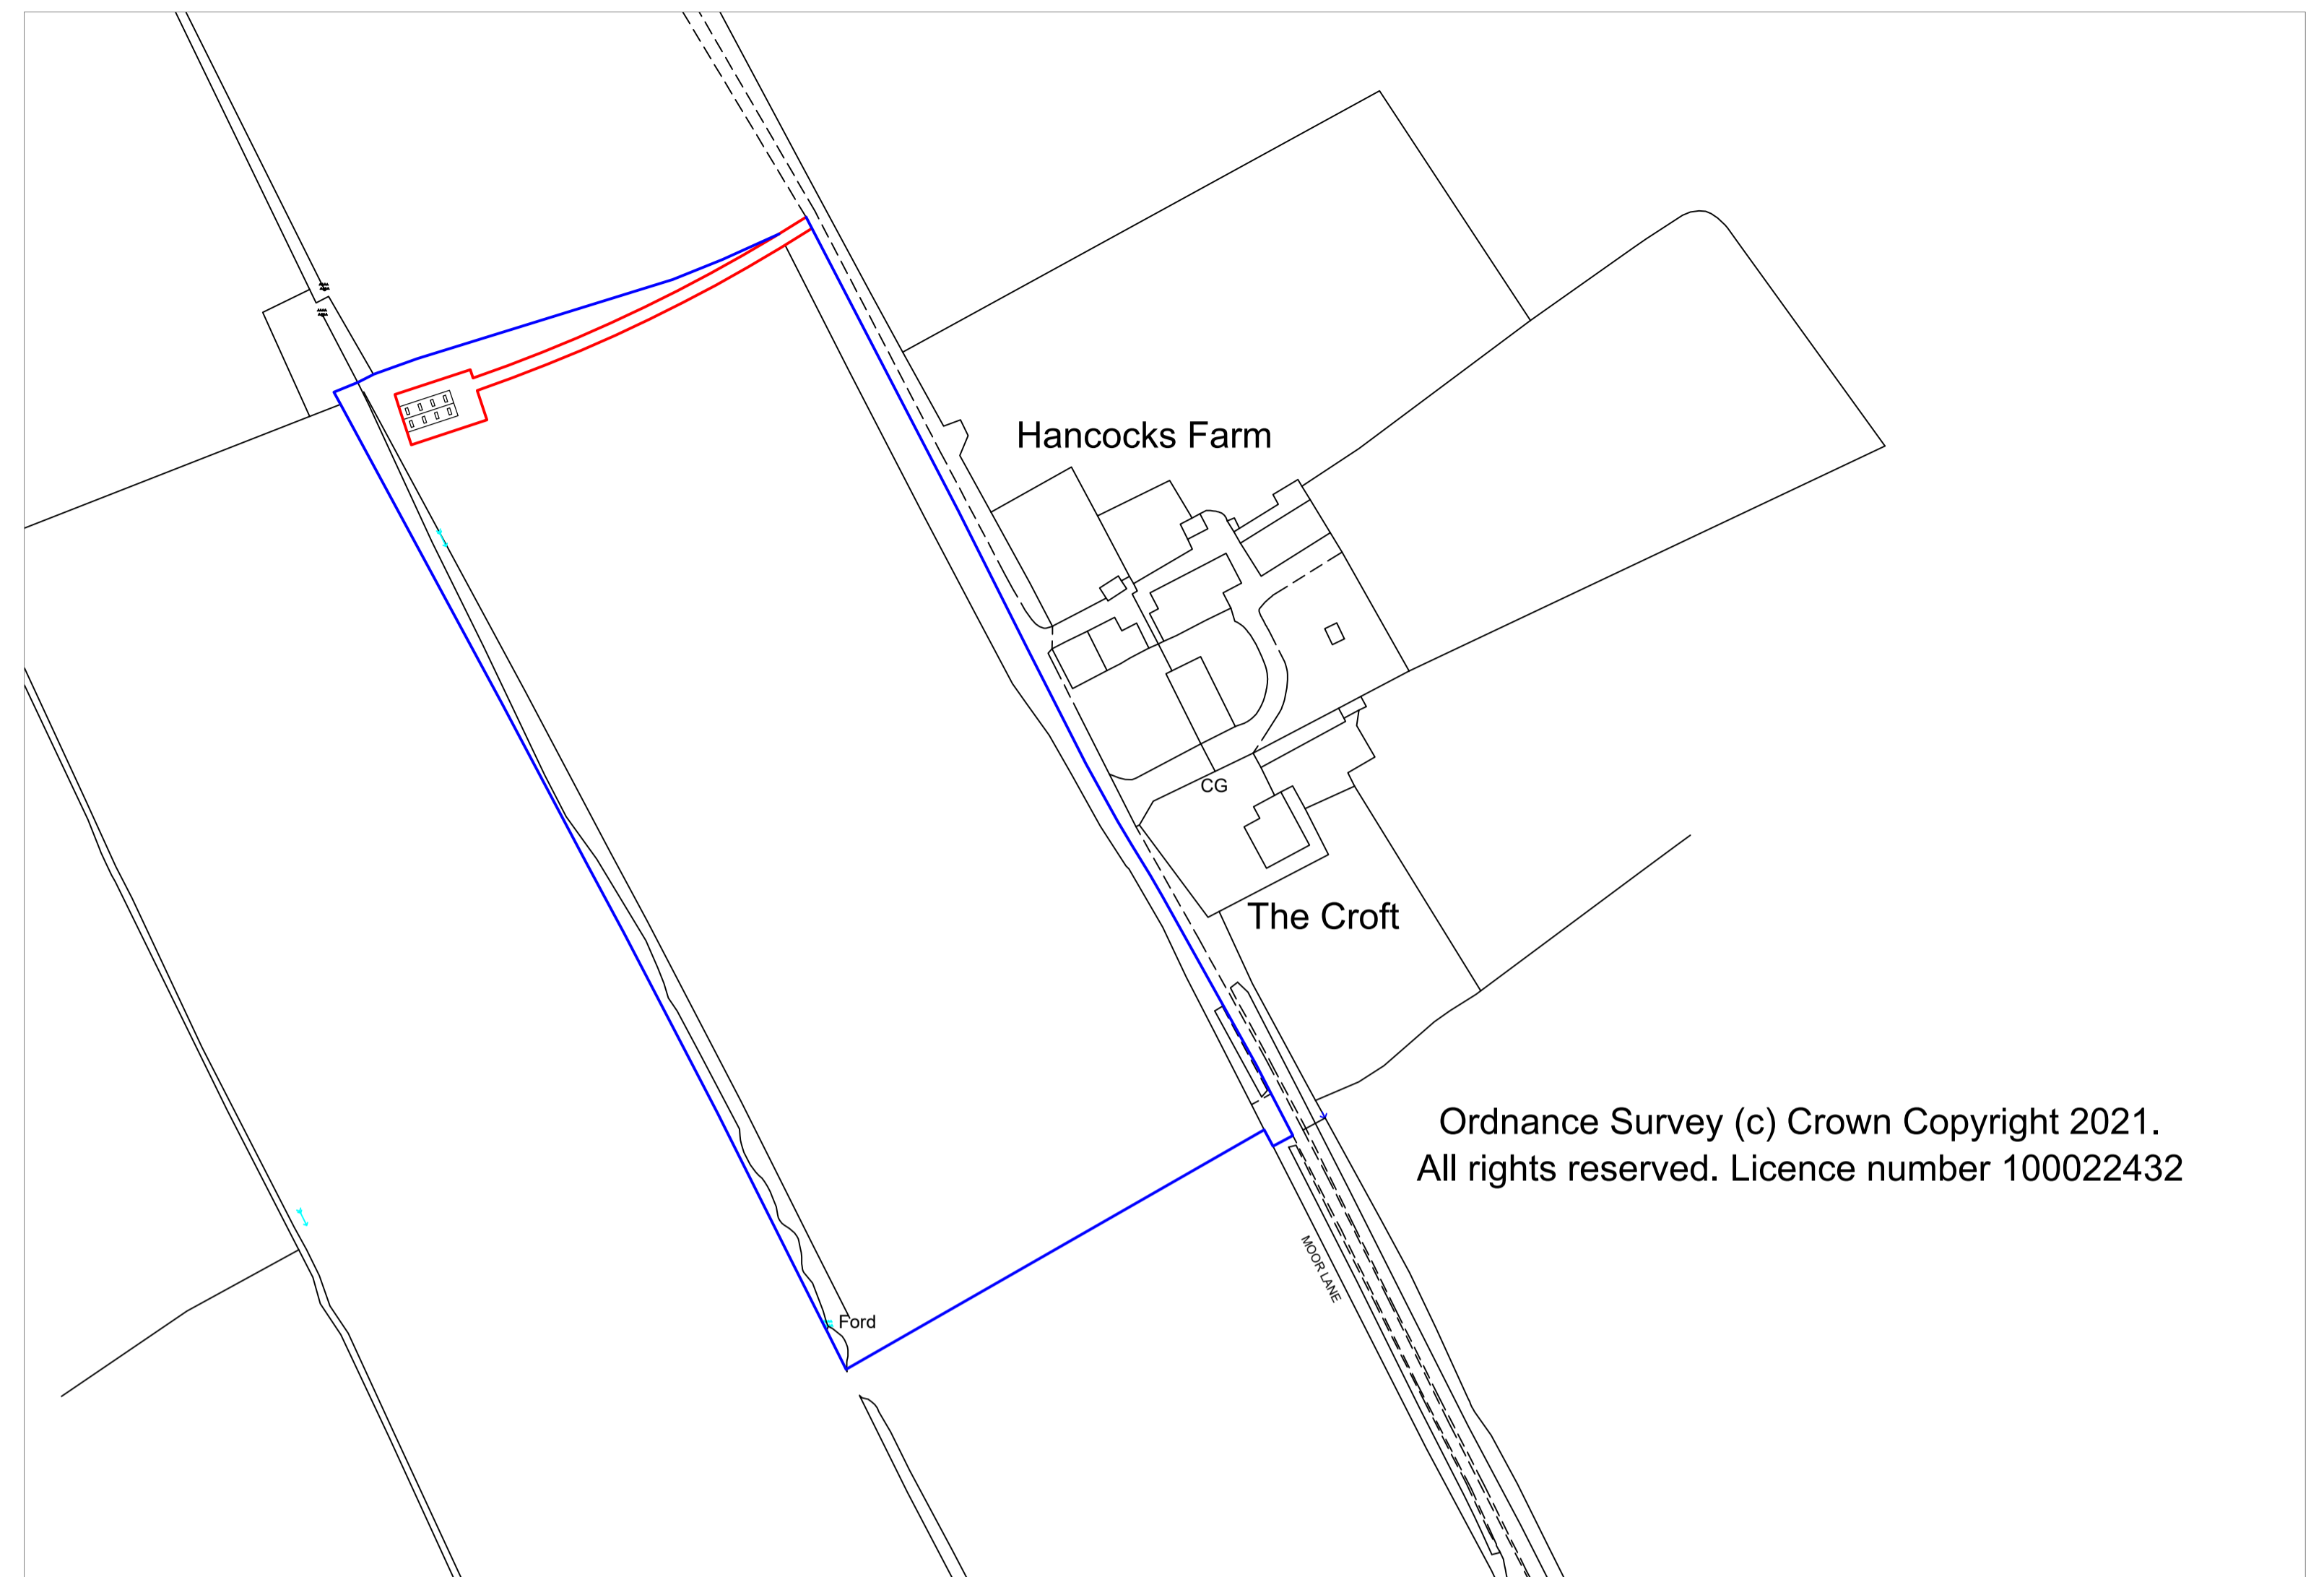 Hancocks Farm
CG
The Croft
Ordnance Survey (c) Crown Copyright 2021.
All rights reserved. Licence number 100022432
MOOR LANE
Ford